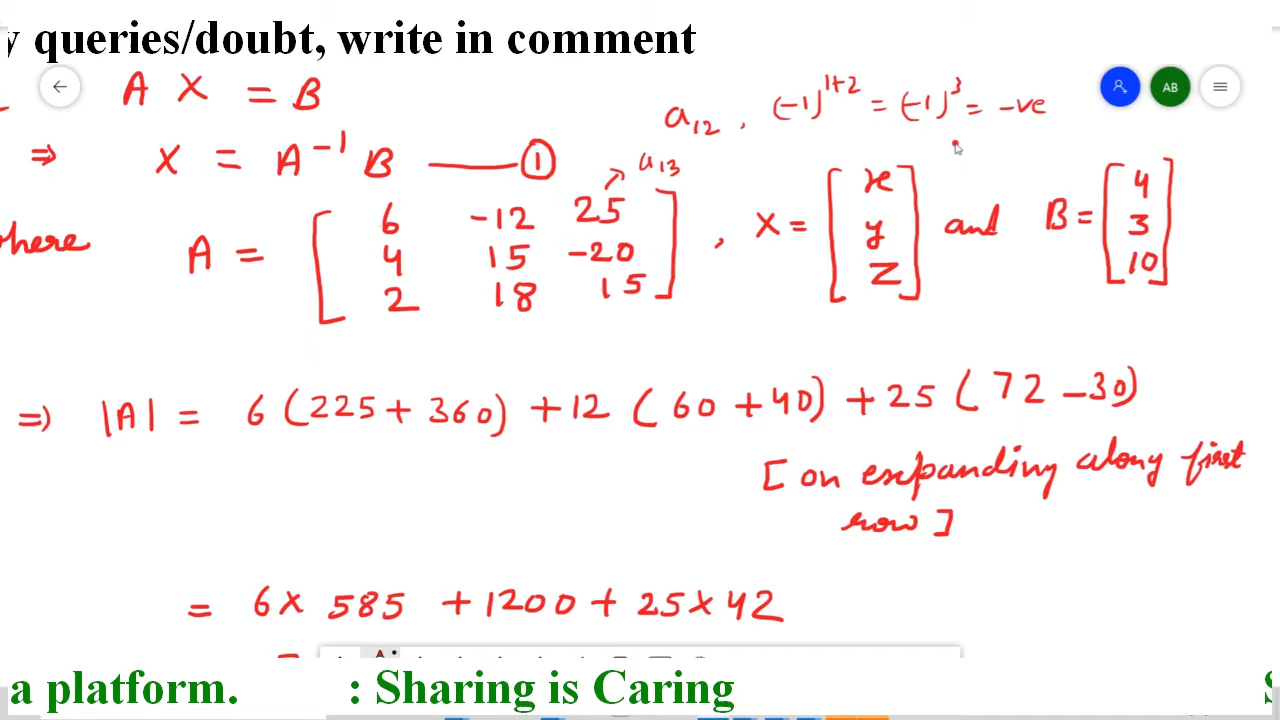 queries/doubt, write in comment
A X = B
a₁₂ , (-1)¹⁺² = (-1)³ = -ve
AB
⇒ X = A⁻¹ B —— ①
a₁₃
where A = [ 6 -12 25
4 15 -20
2 18 15 ] , X = [ x
y
z ] and B = [ 4
3
10 ]
⇒ |A| = 6 (225 + 360) + 12 (60 + 40) + 25 (72 - 30)
[ on expanding along first
row ]
= 6 × 585 + 1200 + 25 × 42
a platform. : Sharing is Caring